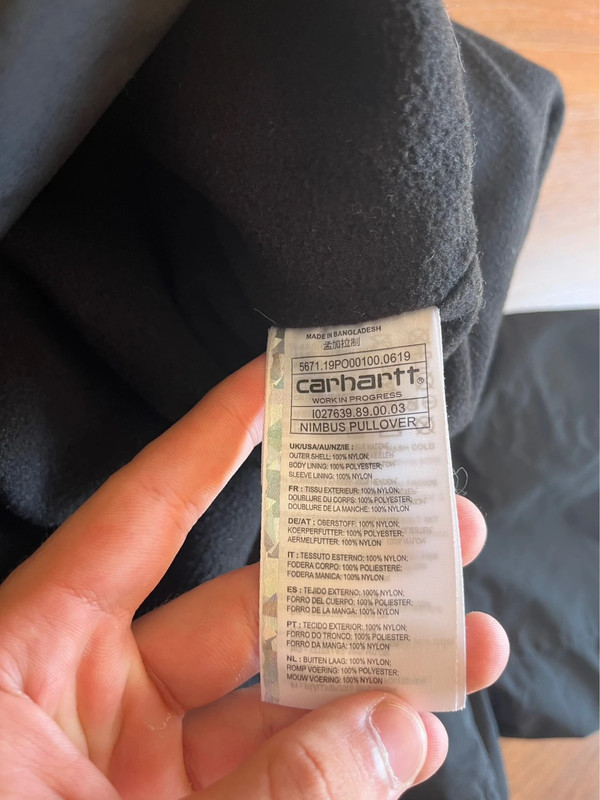 MADE IN BANGLADESH
孟加拉制
5671.19PO00100.0619
carhartt®
WORK IN PROGRESS
I027639.89.00.03
NIMBUS PULLOVER
UK/USA/AU/NZ/IE :
OUTER SHELL: 100% NYLON;
BODY LINING: 100% POLYESTER;
SLEEVE LINING: 100% NYLON
FR : TISSU EXTERIEUR: 100% NYLON;
DOUBLURE DU CORPS: 100% POLYESTER;
DOUBLURE DE LA MANCHE: 100% NYLON
DE/AT : OBERSTOFF: 100% NYLON;
KOERPERFUTTER: 100% POLYESTER;
AERMELFUTTER: 100% NYLON
IT : TESSUTO ESTERNO: 100% NYLON;
FODERA CORPO: 100% POLIESTERE;
FODERA MANICA: 100% NYLON
ES : TEJIDO EXTERNO: 100% NYLON;
FORRO DEL CUERPO: 100% POLIESTER;
FORRO DE LA MANGA: 100% NYLON
PT : TECIDO EXTERIOR: 100% NYLON;
FORRO DO TRONCO: 100% POLIESTER;
FORRO DA MANGA: 100% NYLON
NL : BUITEN LAAG: 100% NYLON;
ROMP VOERING: 100% POLYESTER;
MOUW VOERING: 100% NYLON